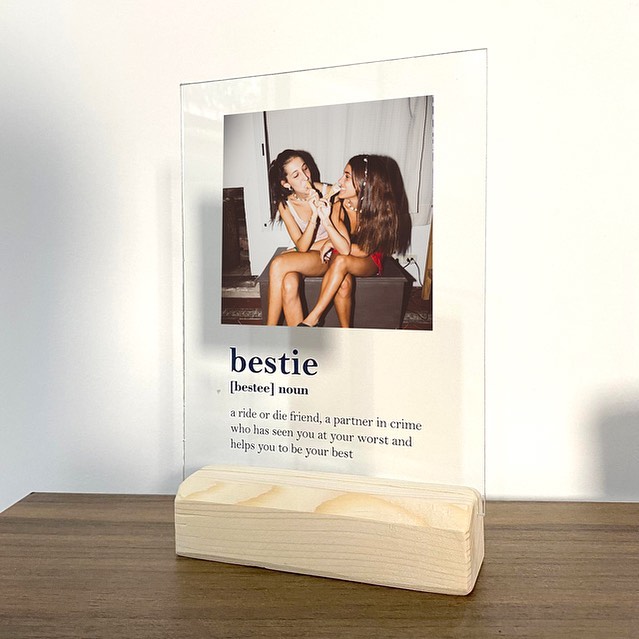 bestie
[bestee] noun
a ride or die friend, a partner in crime
who has seen you at your worst and
helps you to be your best